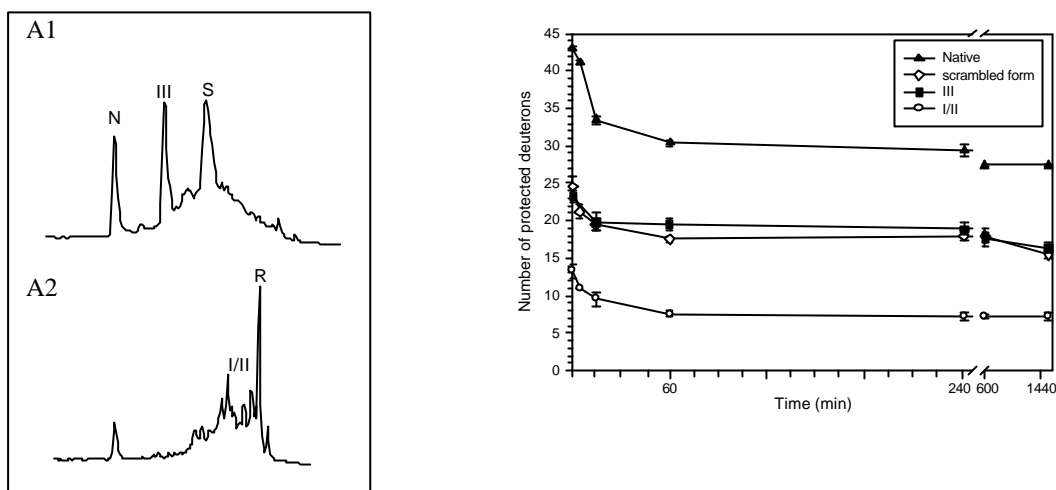 A1
N
III
S
A2
R
I/II
Number of protected deuterons
45
40
35
30
25
20
15
10
5
0
60
240
600
1440
Time (min)
Native
scrambled form
III
I/II